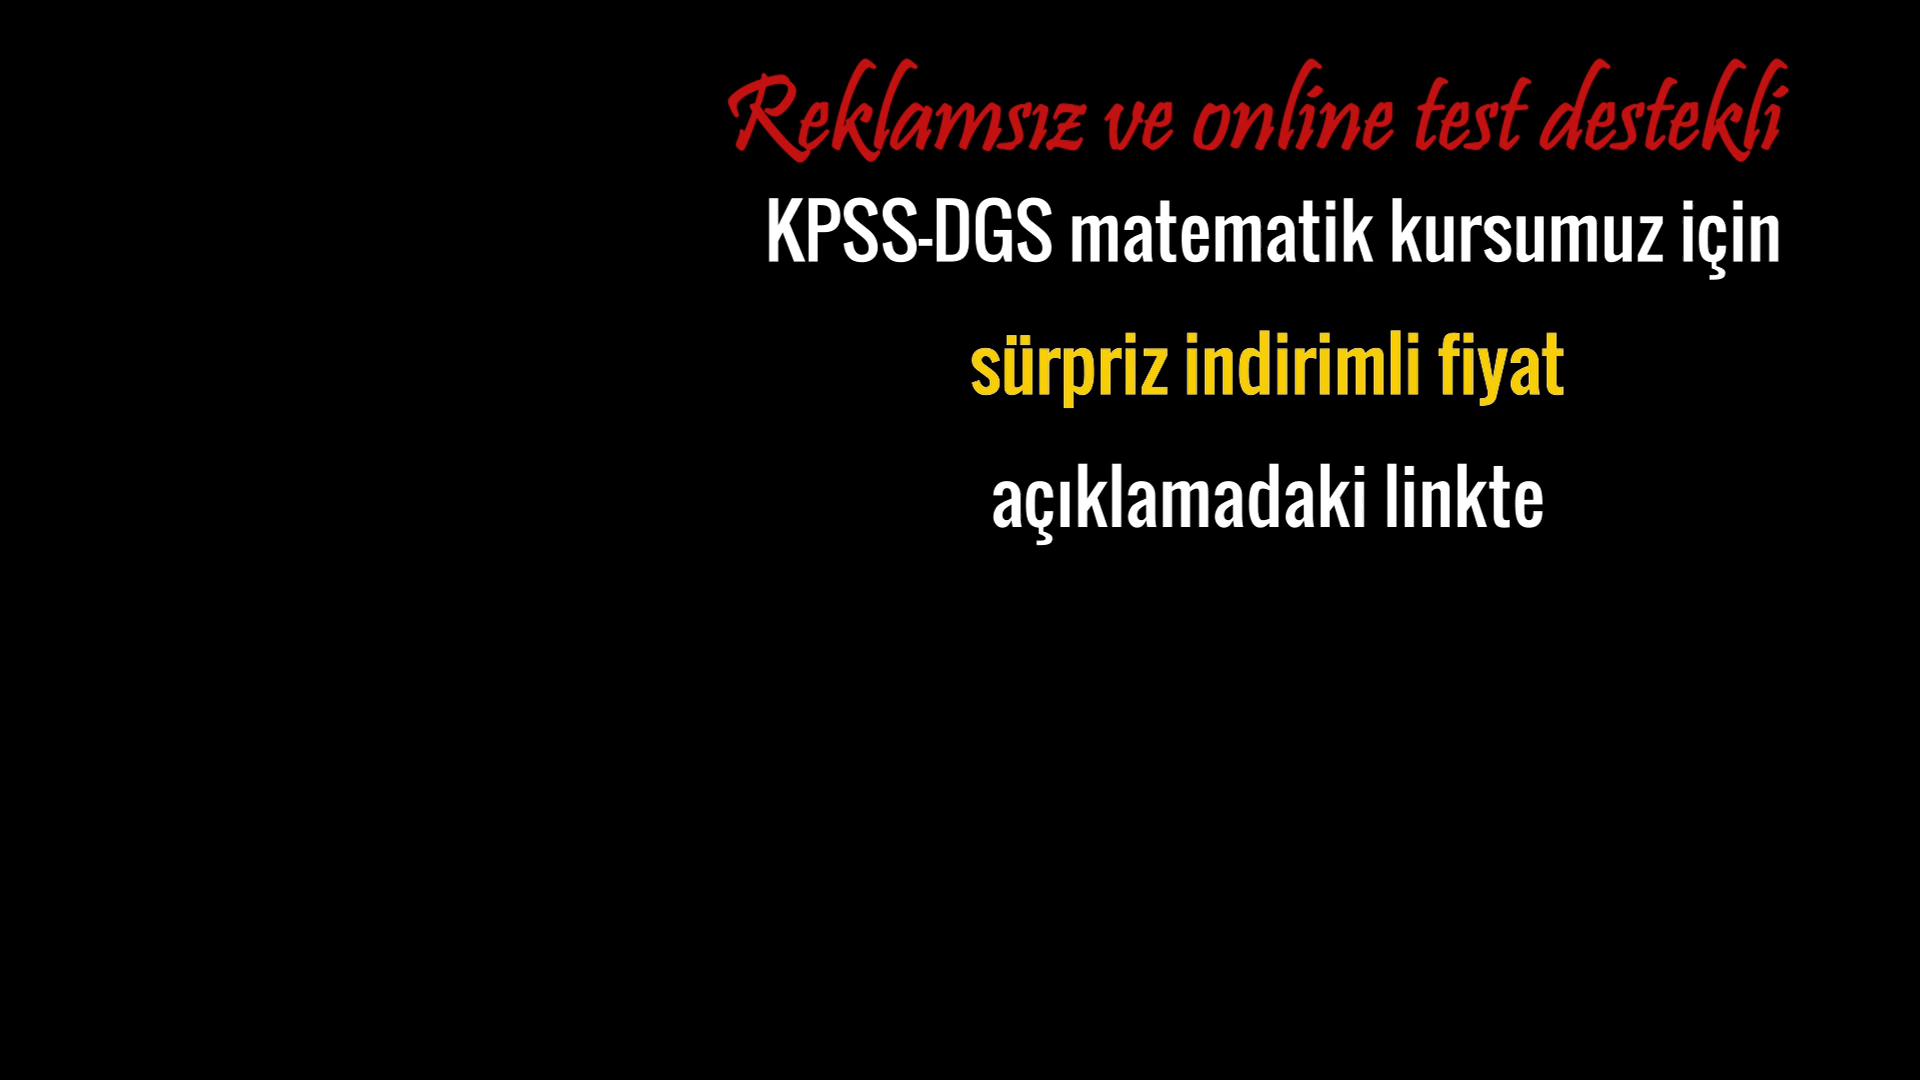 Reklamsız ve online test destekli
KPSS-DGS matematik kursumuz için
sürpriz indirimli fiyat
açıklamadaki linkte